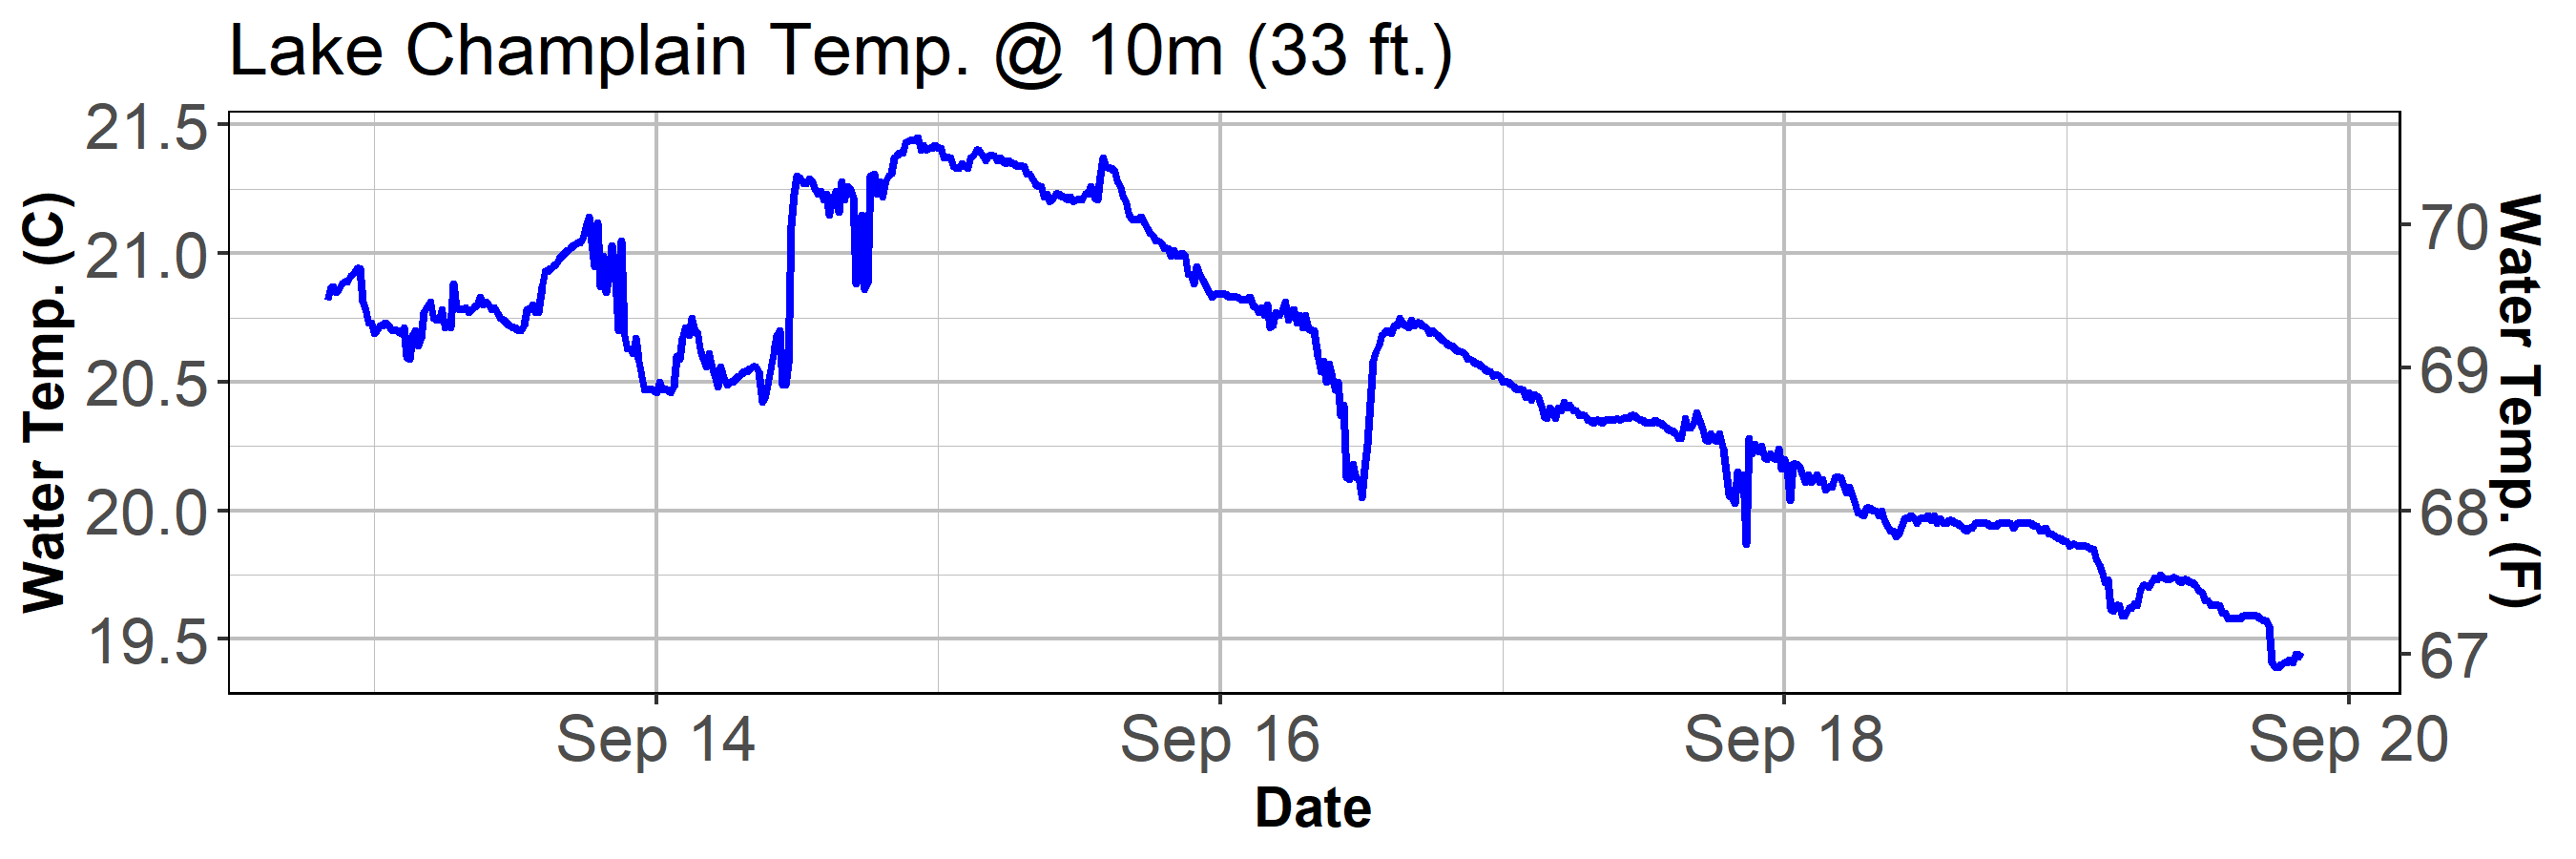 Lake Champlain Temp. @ 10m (33 ft.)
Water Temp. (C)
21.5
21.0
20.5
20.0
19.5
70
69
68
67
Water Temp. (F)
Sep 14 Sep 16 Sep 18 Sep 20
Date